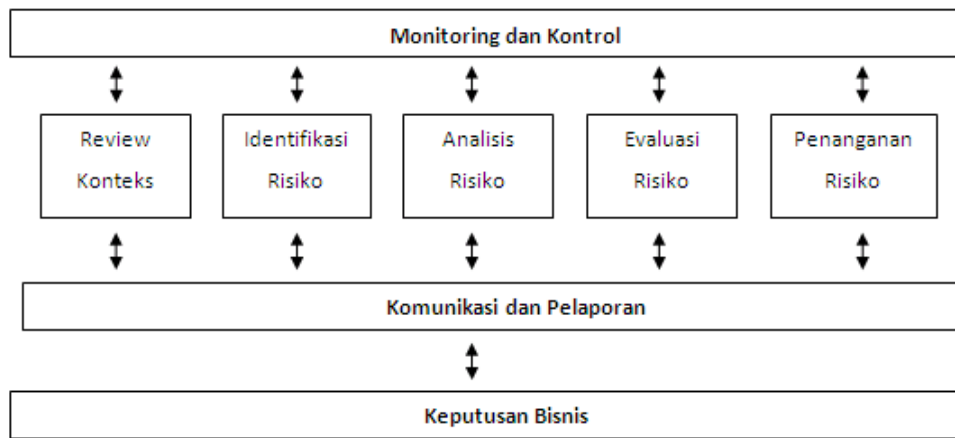 Monitoring dan Kontrol
Review
Konteks
Identifikasi
Risiko
Analisis
Risiko
Evaluasi
Risiko
Penanganan
Risiko
Komunikasi dan Pelaporan
Keputusan Bisnis